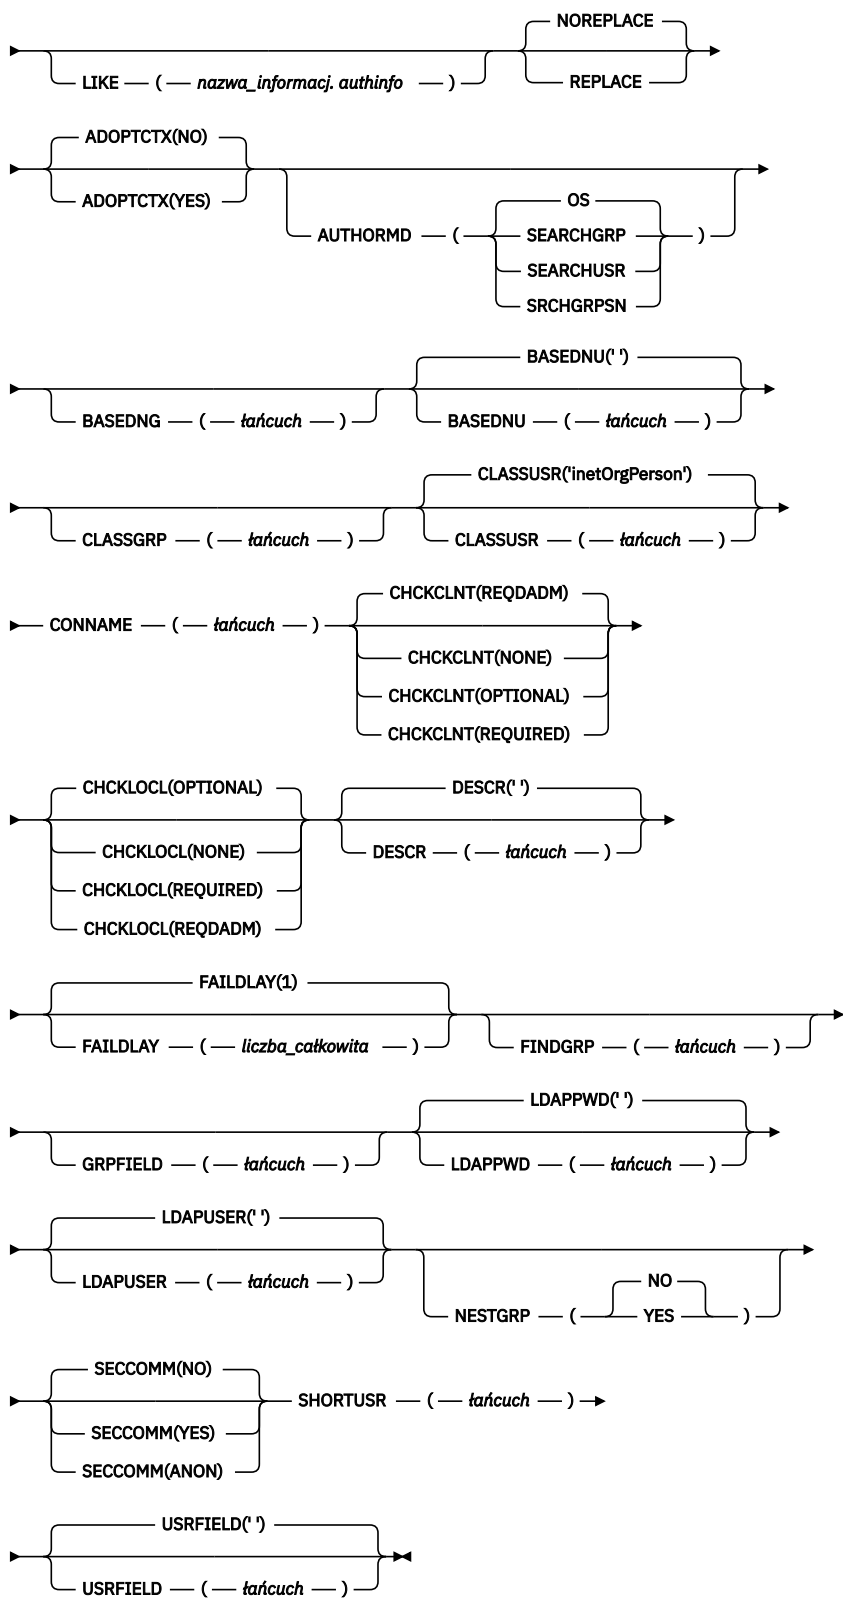 NOREPLACE
LIKE ( nazwa_informacj. authinfo ) REPLACE
ADOPTCTX(NO)
ADOPTCTX(YES) OS
AUTHORMD ( SEARCHGRP )
SEARCHUSR
SRCHGRPSN
BASEDNU(' ')
BASEDNG ( łańcuch ) BASEDNU ( łańcuch )
CLASSUSR('inetOrgPerson')
CLASSGRP ( łańcuch ) CLASSUSR ( łańcuch )
CHCKCLNT(REQDADM)
CONNAME ( łańcuch )
CHCKCLNT(NONE)
CHCKCLNT(OPTIONAL)
CHCKCLNT(REQUIRED)
CHCKLOCL(OPTIONAL) DESCR(' ')
CHCKLOCL(NONE) DESCR ( łańcuch )
CHCKLOCL(REQUIRED)
CHCKLOCL(REQDADM)
FAILDLAY(1)
FAILDLAY ( liczba_całkowita ) FINDGRP ( łańcuch )
LDAPPWD(' ')
GRPFIELD ( łańcuch ) LDAPPWD ( łańcuch )
LDAPUSER(' ')
LDAPUSER ( łańcuch ) NO
NESTGRP ( YES )
SECCOMM(NO)
SHORTUSR ( łańcuch )
SECCOMM(YES)
SECCOMM(ANON)
USRFIELD(' ')
USRFIELD ( łańcuch )